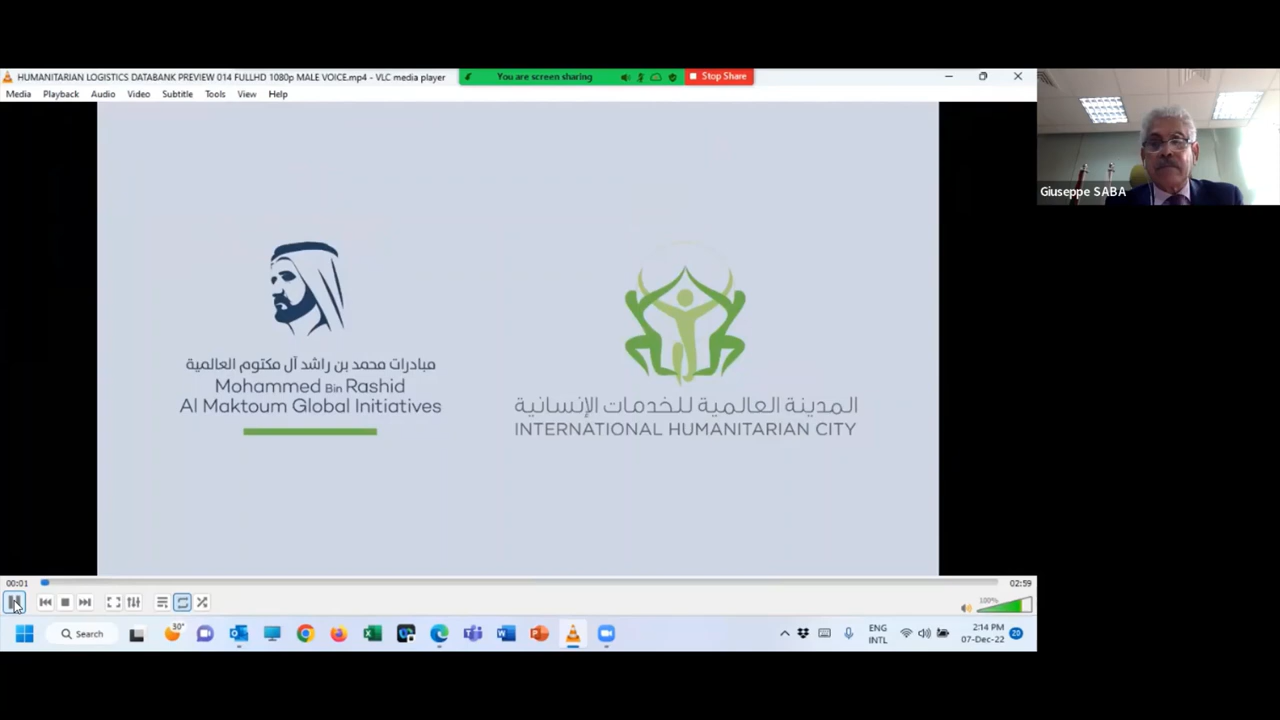 HUMANITARIAN LOGISTICS DATABANK PREVIEW 014 FULLHD 1080p MALE VOICE.mp4 - VLC media player
You are screen sharing
Stop Share
Media Playback Audio Video Subtitle Tools View Help
Giuseppe SABA
مبادرات محمد بن راشد آل مكتوم العالمية
Mohammed Bin Rashid
Al Maktoum Global Initiatives
المدينة العالمية للخدمات الإنسانية
INTERNATIONAL HUMANITARIAN CITY
00:01
02:59
100%
30°
Search
ENG
INTL
2:14 PM
07-Dec-22
20